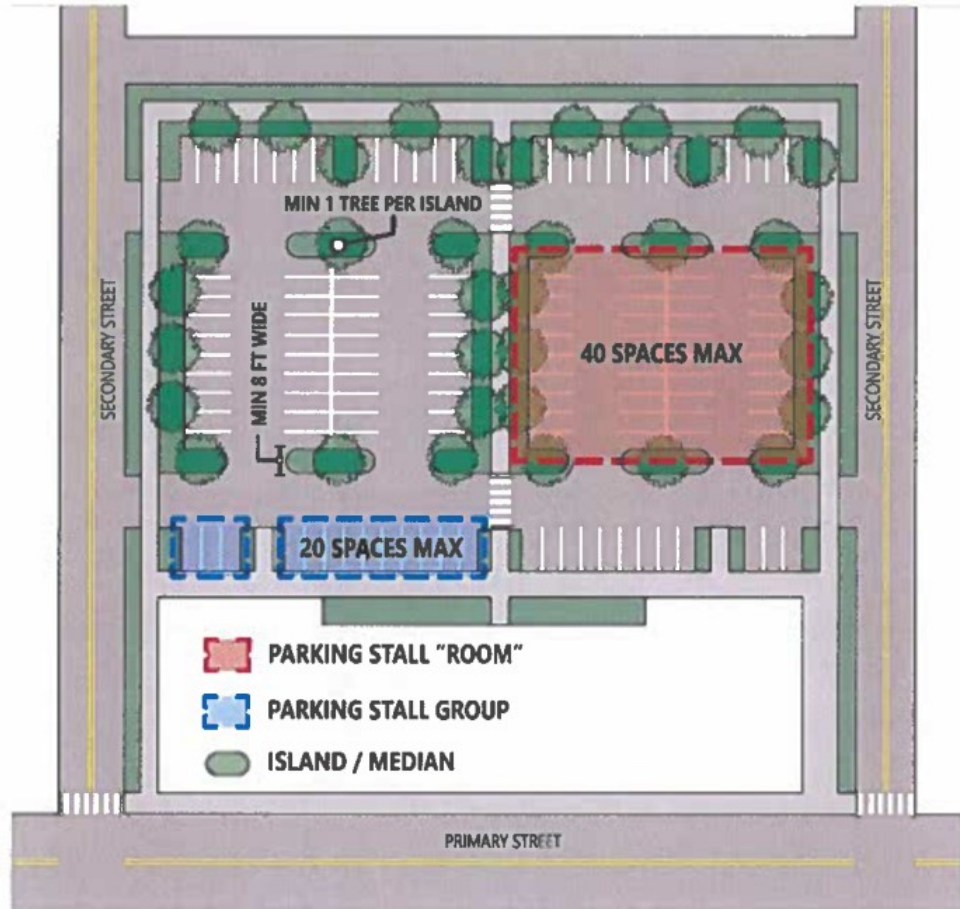 MIN 1 TREE PER ISLAND
SECONDARY STREET
MIN 8 FT WIDE
40 SPACES MAX
SECONDARY STREET
20 SPACES MAX
PARKING STALL "ROOM"
PARKING STALL GROUP
ISLAND / MEDIAN
PRIMARY STREET